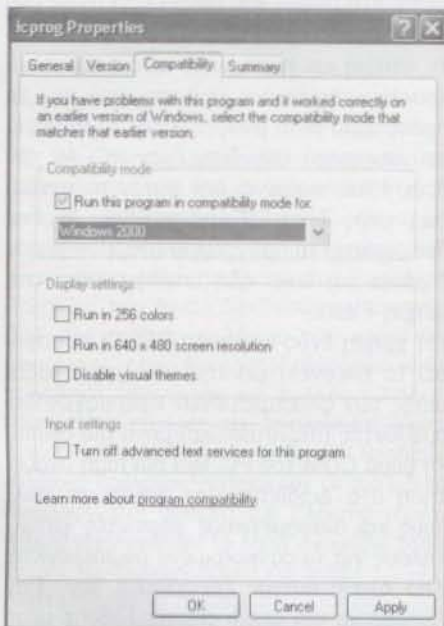 icprog Properties
General Version Compatibility Summary
If you have problems with this program and it worked correctly on
an earlier version of Windows, select the compatibility mode that
matches that earlier version.
Compatibility mode
Run this program in compatibility mode for:
Windows 2000
Display settings
Run in 256 colors
Run in 640 x 480 screen resolution
Disable visual themes
Input settings
Turn off advanced text services for this program
Learn more about program compatibility.
OK Cancel Apply